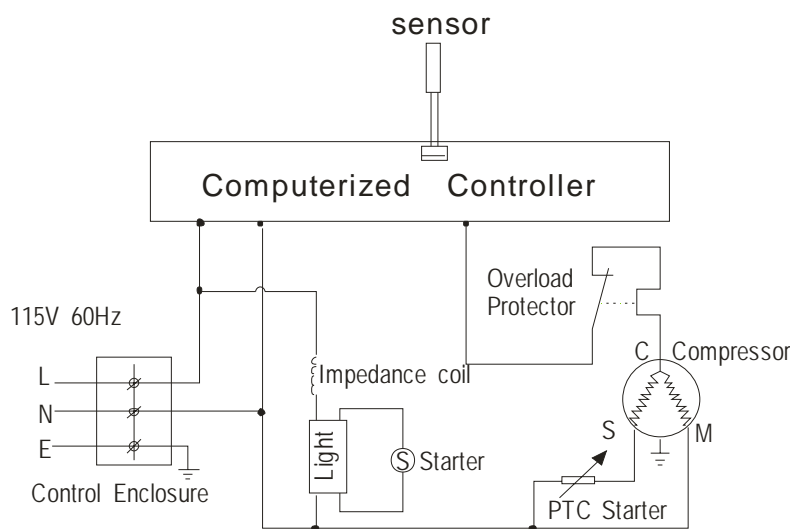 sensor
Computerized Controller
Overload
Protector
115V 60Hz
C Compressor
L
Impedance coil
N
S M
E
Light
S Starter
Control Enclosure
PTC Starter